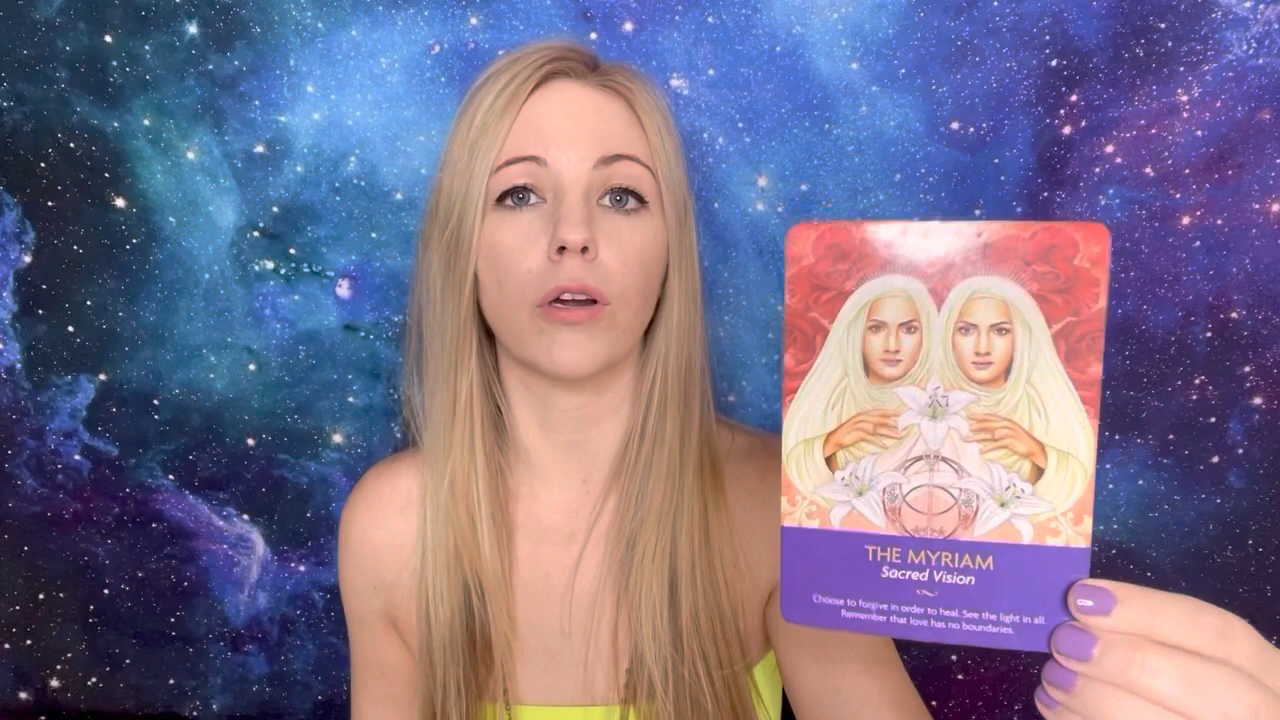 THE MYRIAM
Sacred Vision
Choose to forgive in order to heal. See the light in all.
Remember that love has no boundaries.